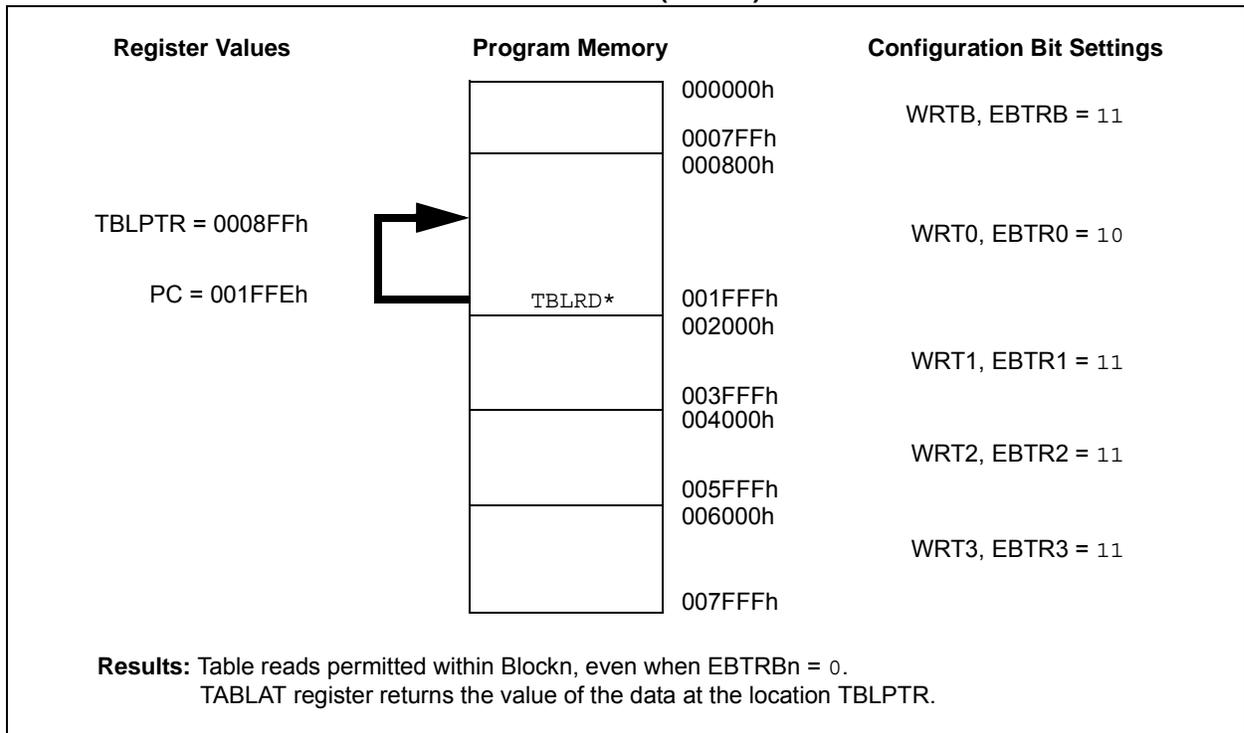 Register Values Program Memory Configuration Bit Settings
000000h
WRTB, EBTRB = 11
0007FFh
000800h
TBLPTR = 0008FFh
WRT0, EBTR0 = 10
PC = 001FFEh
TBLRD* 001FFFh
002000h
WRT1, EBTR1 = 11
003FFFh
004000h
WRT2, EBTR2 = 11
005FFFh
006000h
WRT3, EBTR3 = 11
007FFFh
Results: Table reads permitted within Blockn, even when EBTRBn = 0.
TABLAT register returns the value of the data at the location TBLPTR.